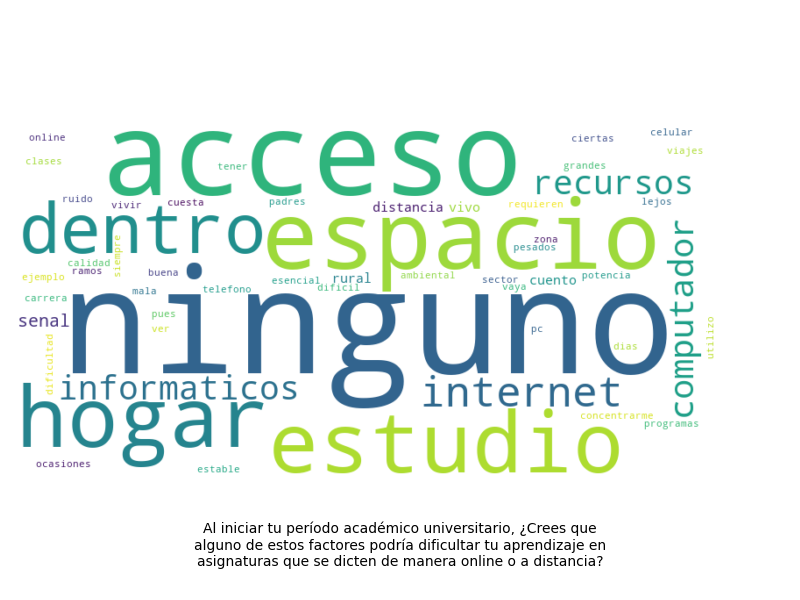 online
acceso
ciertas
celular
viajes
clases
tener
grandes
recursos
ruido
vivir
cuesta
padres
distancia
vivo
requieren
lejos
dentro
espacio
zona
pesados
computador
siempre
calidad
ramos
buena
ejemplo
esencial
rural
dificil
ambiental
sector
vaya
cuento
potencia
mala
telefono
carrera
ninguno
senal
pues
ver
pc
dias
utilizo
dificultad
informaticos
internet
hogar
estudio
concentrarme
programas
ocasiones
estable
Al iniciar tu período académico universitario, ¿Crees que
alguno de estos factores podría dificultar tu aprendizaje en
asignaturas que se dicten de manera online o a distancia?